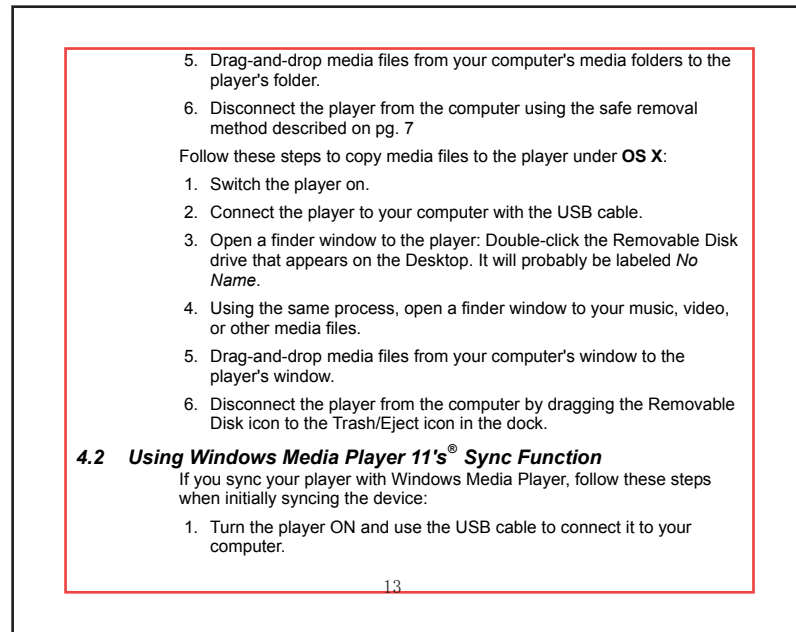 5. Drag-and-drop media files from your computer's media folders to the
player's folder.
6. Disconnect the player from the computer using the safe removal
method described on pg. 7
Follow these steps to copy media files to the player under OS X:
1. Switch the player on.
2. Connect the player to your computer with the USB cable.
3. Open a finder window to the player: Double-click the Removable Disk
drive that appears on the Desktop. It will probably be labeled No
Name.
4. Using the same process, open a finder window to your music, video,
or other media files.
5. Drag-and-drop media files from your computer's window to the
player's window.
6. Disconnect the player from the computer by dragging the Removable
Disk icon to the Trash/Eject icon in the dock.
4.2 Using Windows Media Player 11's® Sync Function
If you sync your player with Windows Media Player, follow these steps
when initially syncing the device:
1. Turn the player ON and use the USB cable to connect it to your
computer.
13